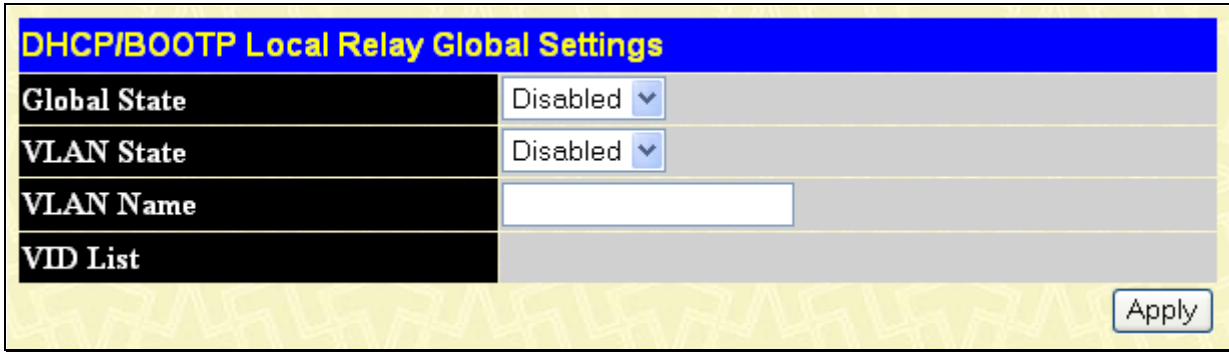 DHCP/BOOTP Local Relay Global Settings
Global State Disabled
VLAN State Disabled
VLAN Name
VID List
Apply